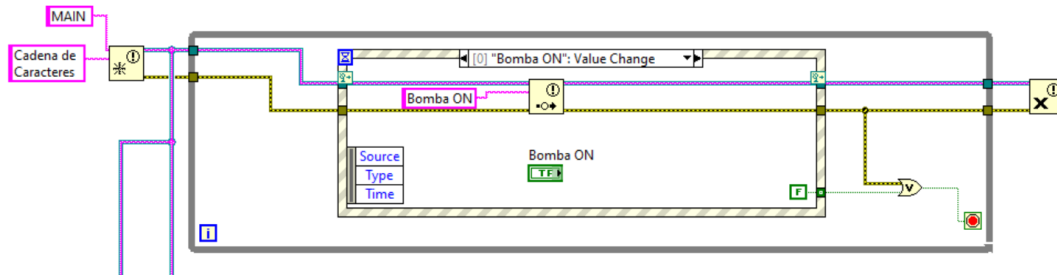 MAIN
Cadena de
Caracteres
[0] "Bomba ON": Value Change
Bomba ON
Source
Type
Time
Bomba ON
TF
F
V
i